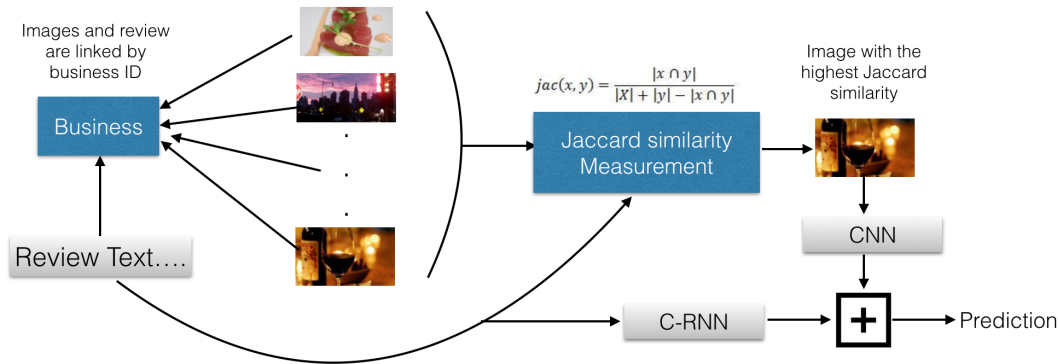 Images and review
are linked by
business ID
Business
.
.
.
Review Text....
jac(x, y) = |x ∩ y| / |X| + |y| − |x ∩ y|
Jaccard similarity
Measurement
Image with the
highest Jaccard
similarity
CNN
C-RNN
+
Prediction